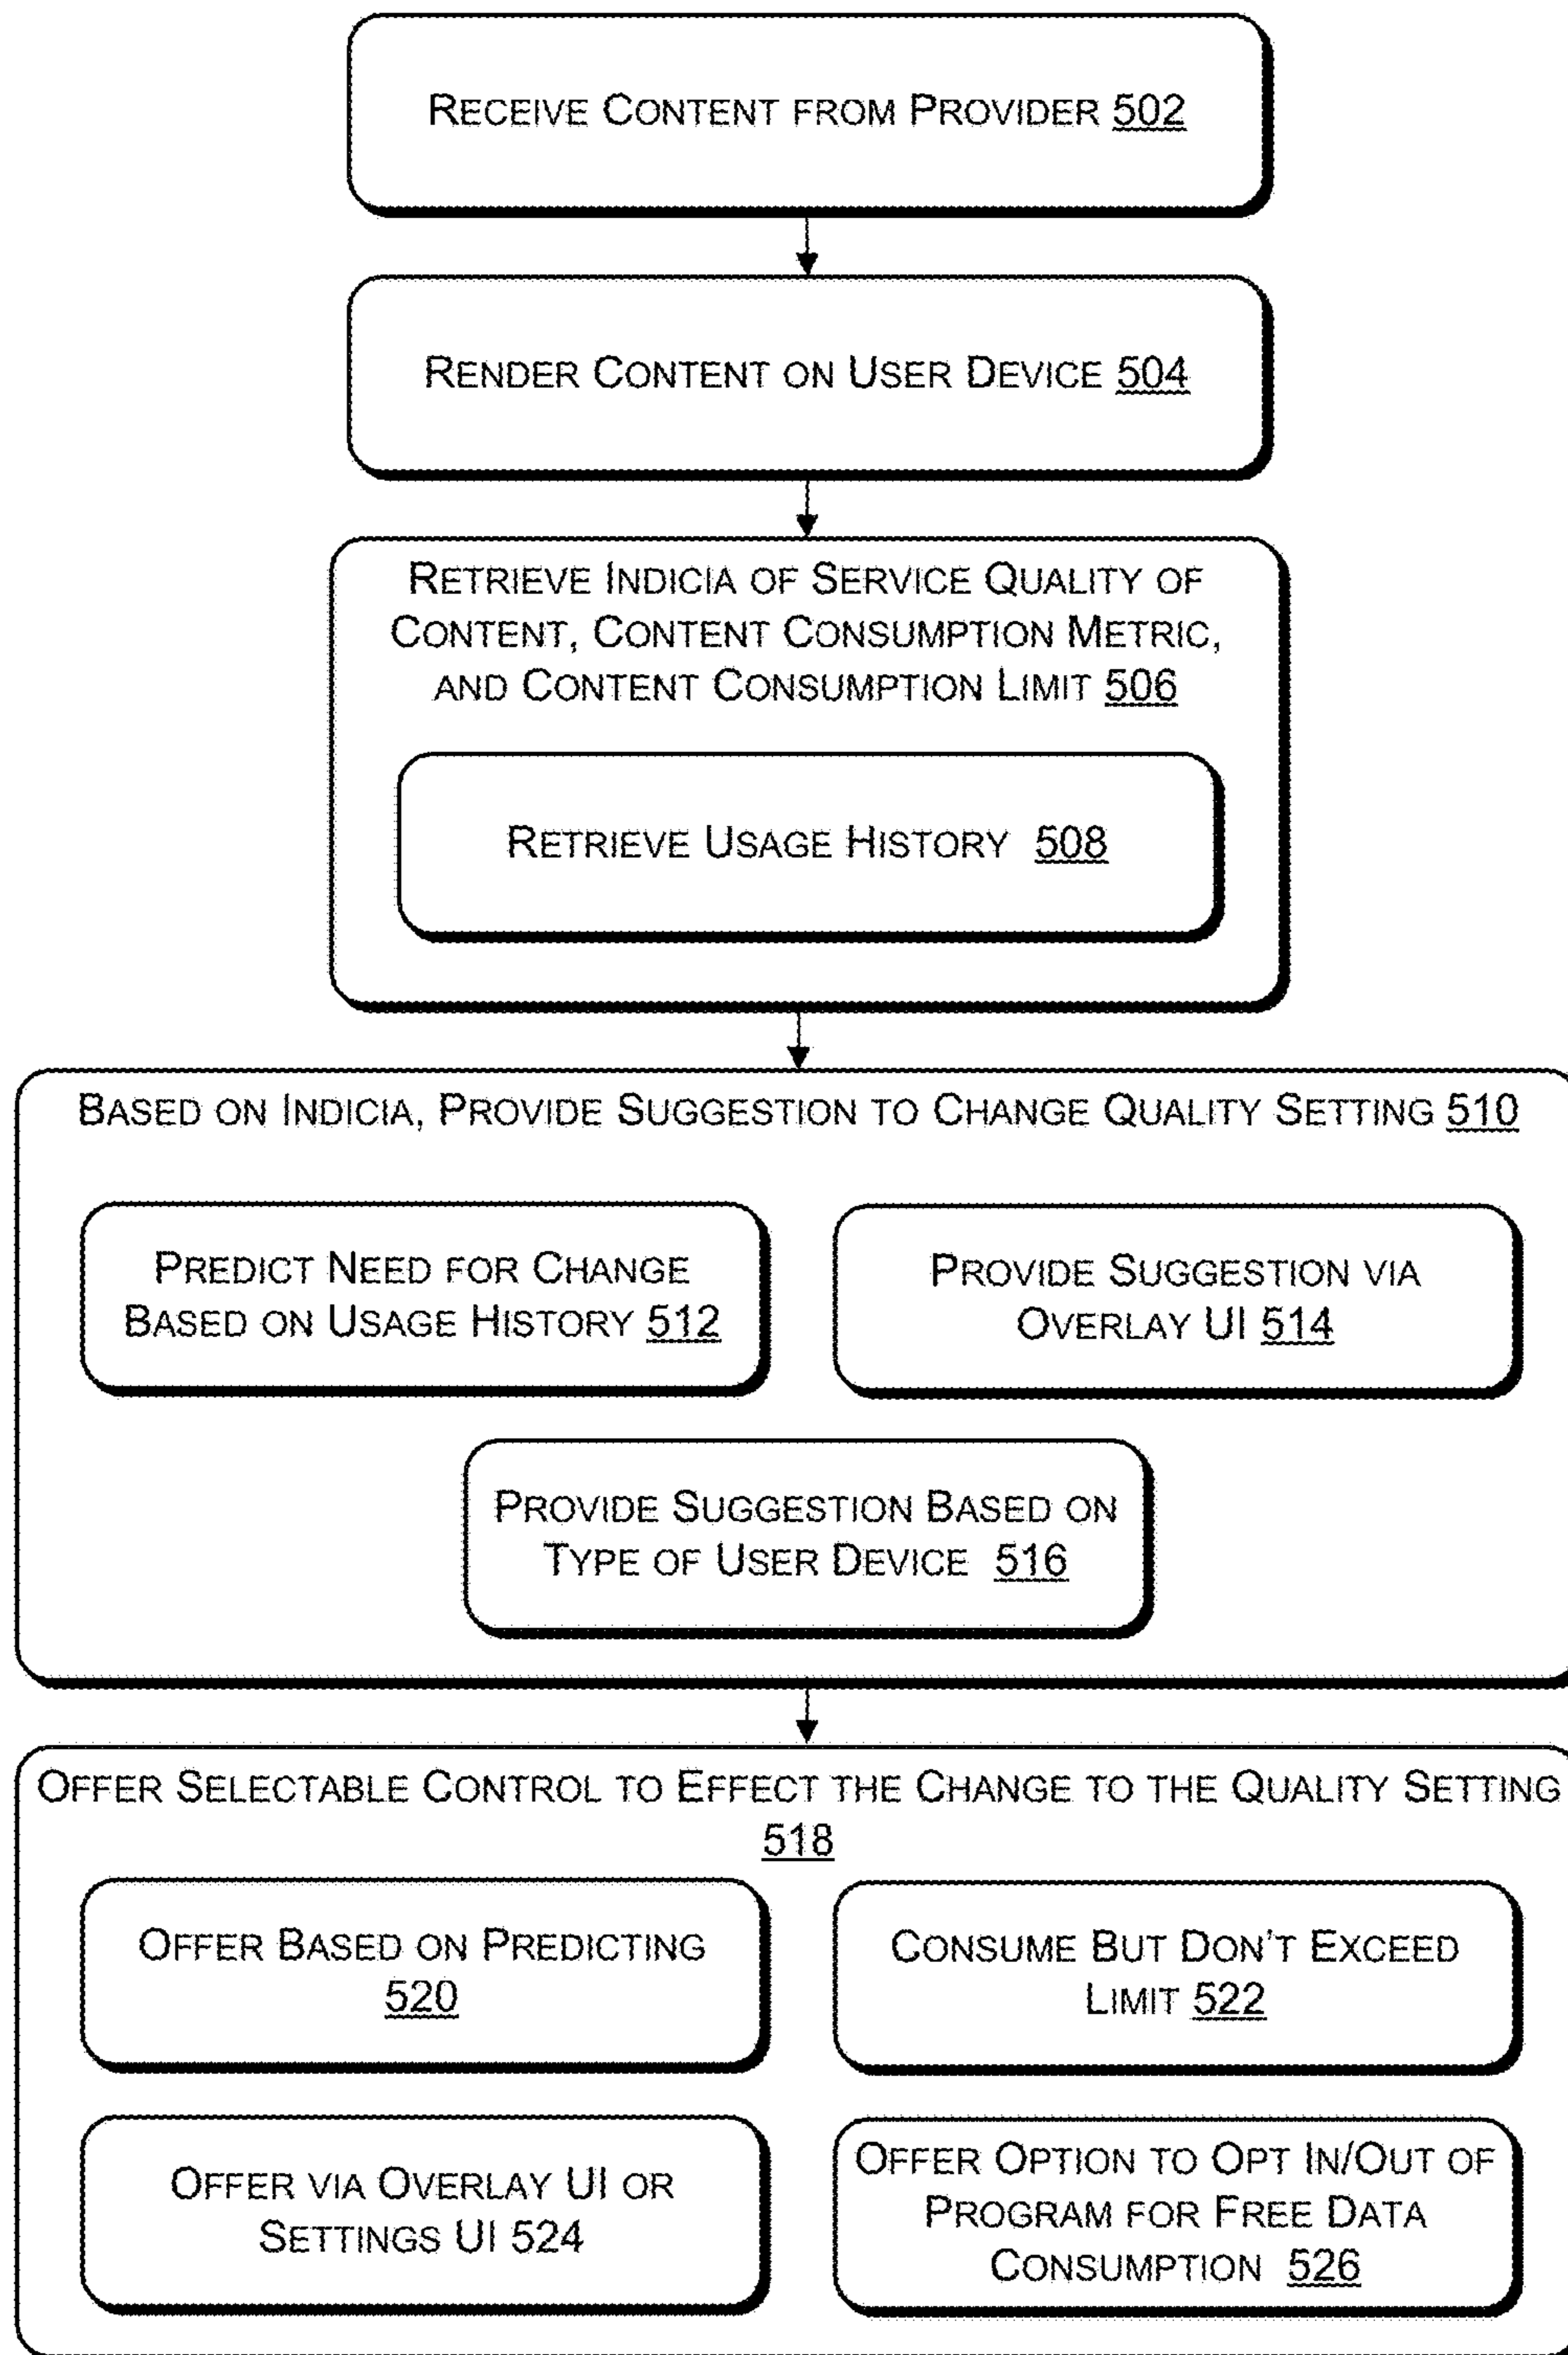 RECEIVE CONTENT FROM PROVIDER 502
RENDER CONTENT ON USER DEVICE 504
RETRIEVE INDICIA OF SERVICE QUALITY OF
CONTENT, CONTENT CONSUMPTION METRIC,
AND CONTENT CONSUMPTION LIMIT 506
RETRIEVE USAGE HISTORY 508
BASED ON INDICIA, PROVIDE SUGGESTION TO CHANGE QUALITY SETTING 510
PREDICT NEED FOR CHANGE
BASED ON USAGE HISTORY 512
PROVIDE SUGGESTION VIA
OVERLAY UI 514
PROVIDE SUGGESTION BASED ON
TYPE OF USER DEVICE 516
OFFER SELECTABLE CONTROL TO EFFECT THE CHANGE TO THE QUALITY SETTING
518
OFFER BASED ON PREDICTING
520
CONSUME BUT DON'T EXCEED
LIMIT 522
OFFER VIA OVERLAY UI OR
SETTINGS UI 524
OFFER OPTION TO OPT IN/OUT OF
PROGRAM FOR FREE DATA
CONSUMPTION 526